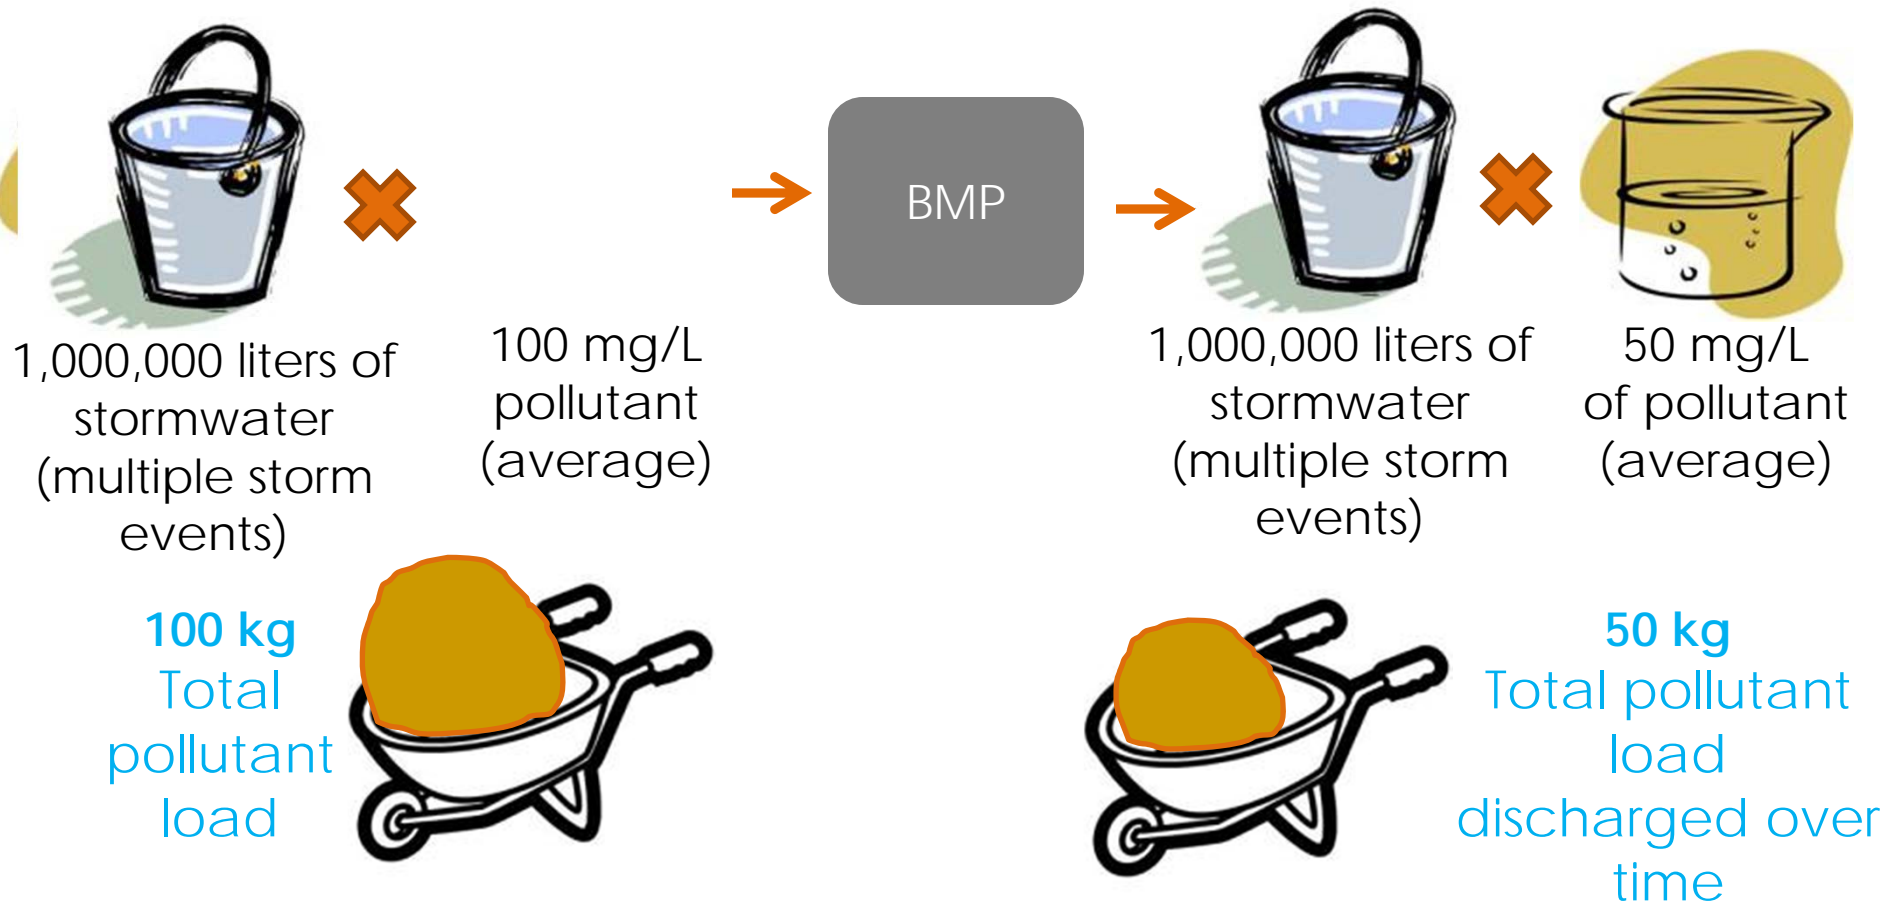 1,000,000 liters of
stormwater
(multiple storm
events)
100 mg/L
pollutant
(average)
BMP
1,000,000 liters of
stormwater
(multiple storm
events)
50 mg/L
of pollutant
(average)
100 kg
Total
pollutant
load
50 kg
Total pollutant
load
discharged over
time